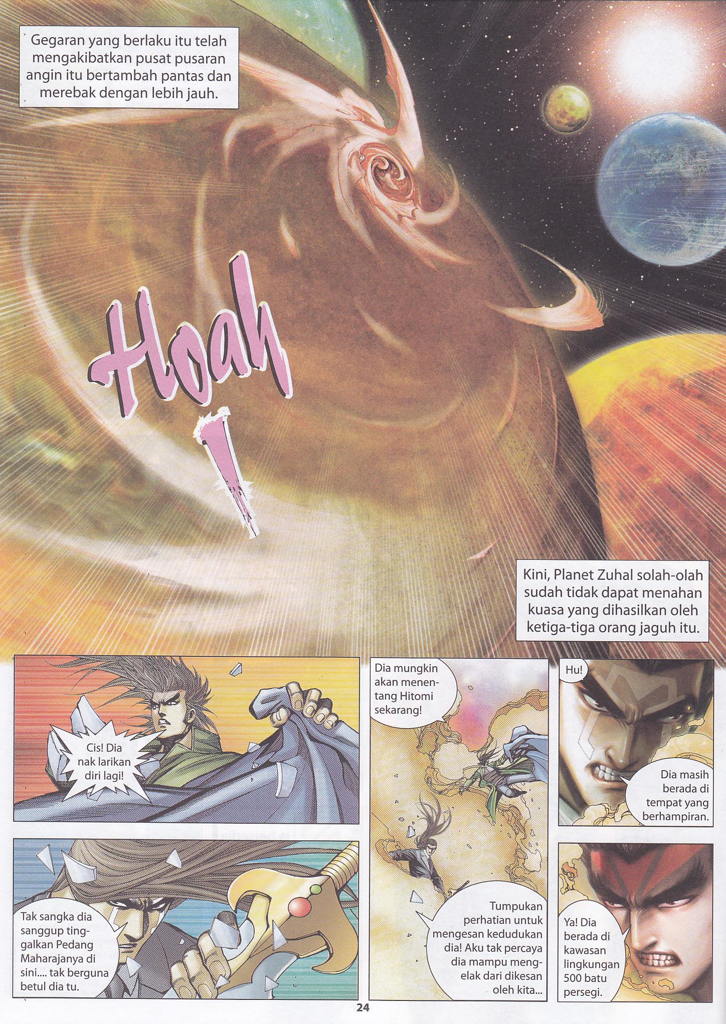 Gegaran yang berlaku itu telah
mengakibatkan pusat pusaran
angin itu bertambah pantas dan
merebak dengan lebih jauh.
Hoah
!
Kini, Planet Zuhal solah-olah
sudah tidak dapat menahan
kuasa yang dihasilkan oleh
ketiga-tiga orang jaguh itu.
Cis! Dia
nak larikan
diri lagi!
Tak sangka dia
sanggup ting-
galkan Pedang
Maharajanya di
sini.... tak berguna
betul dia tu.
Dia mungkin
akan menen-
tang Hitomi
sekarang!
Tumpukan
perhatian untuk
mengesan kedudukan
dia! Aku tak percaya
dia mampu meng-
elak dari dikesan
oleh kita...
Hu!
Dia masih
berada di
tempat yang
berhampiran.
Ya! Dia
berada di
kawasan
lingkungan
500 batu
persegi.
24